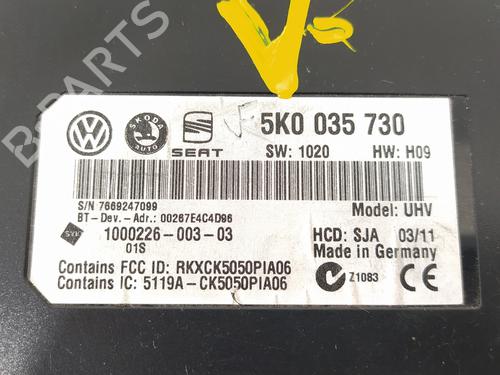 B-PARTS
SKODA
AUTO
SEAT
5K0 035 730
SW: 1020 HW: H09
S/N 7669247099
BT-Dev.-Adr.: 00267E4C4D96
Model: UHV
1000226-003-03
01S
HCD: SJA 03/11
Made in Germany
Contains FCC ID: RKXCK5050PIA06
Contains IC: 5119A-CK5050PIA06
Z1083